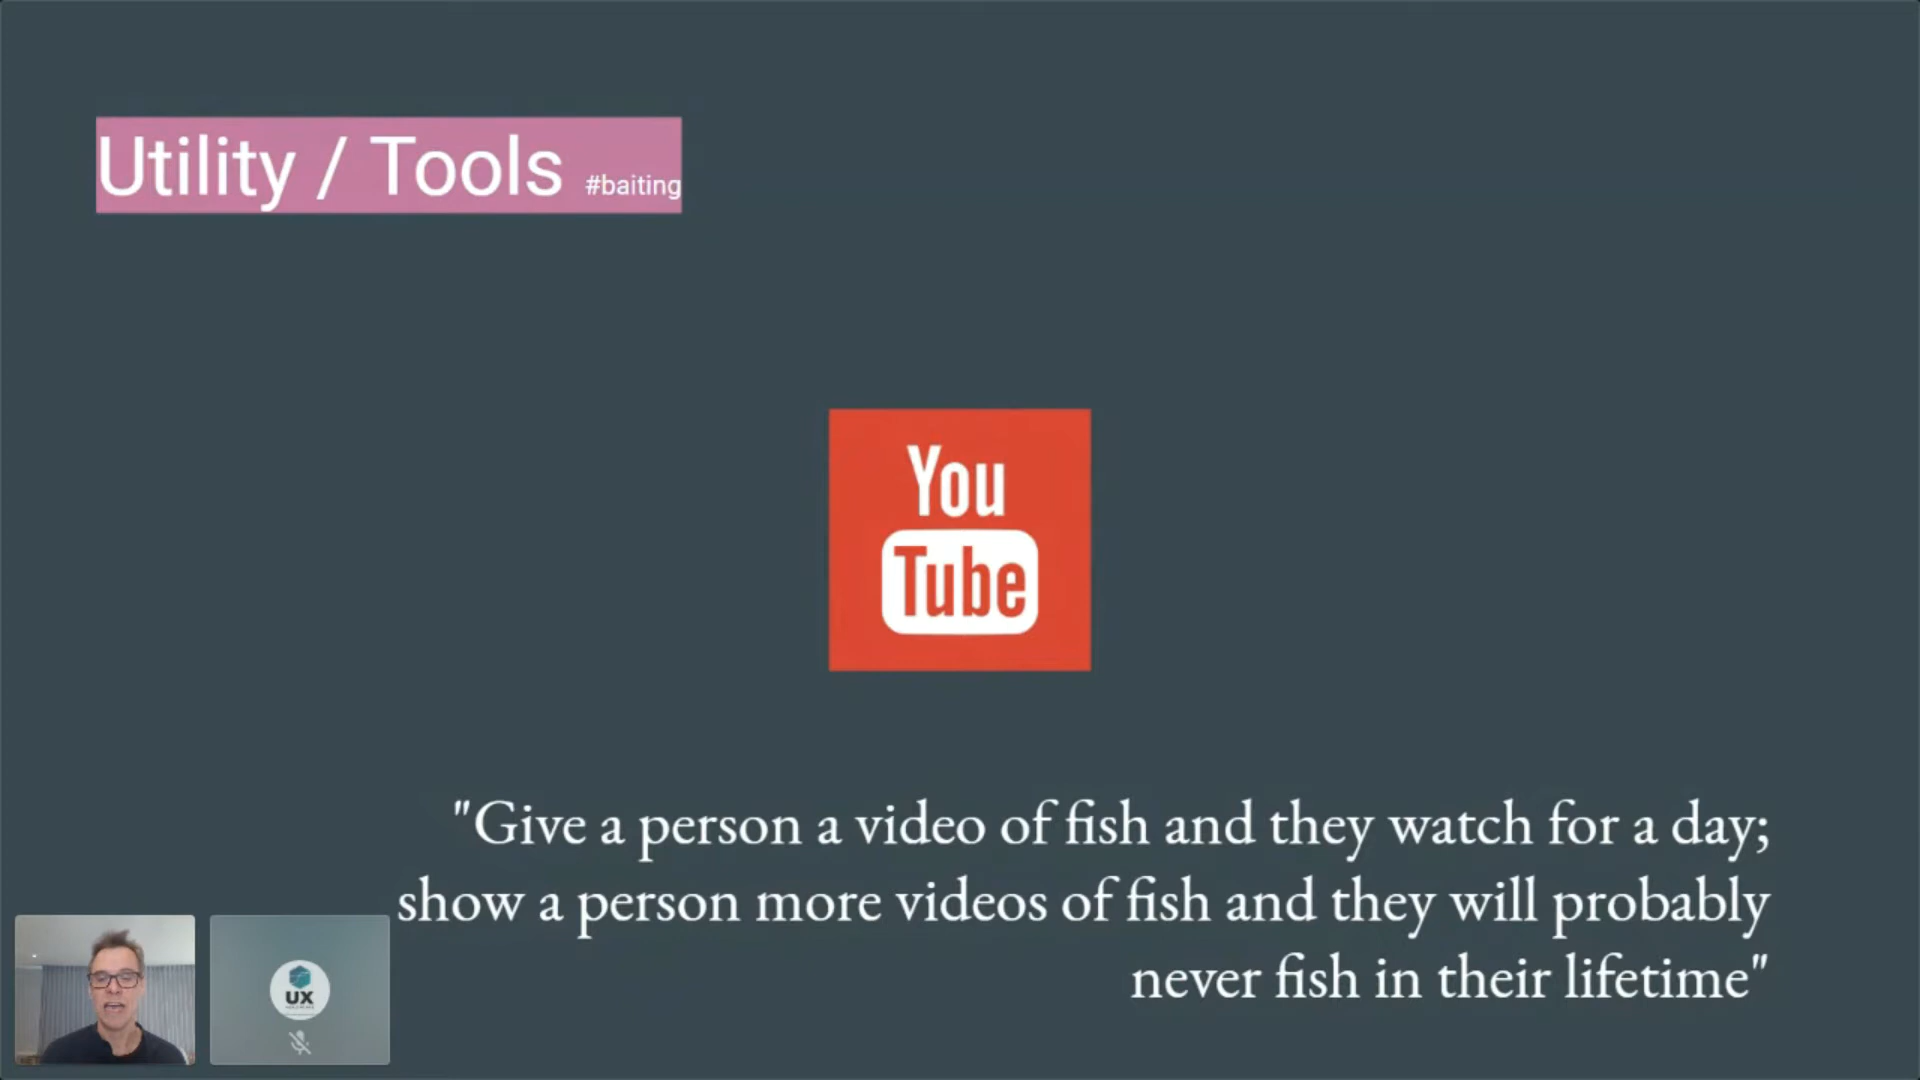 Utility / Tools #baiting
You
Tube
"Give a person a video of fish and they watch for a day;
show a person more videos of fish and they will probably
never fish in their lifetime"
UX